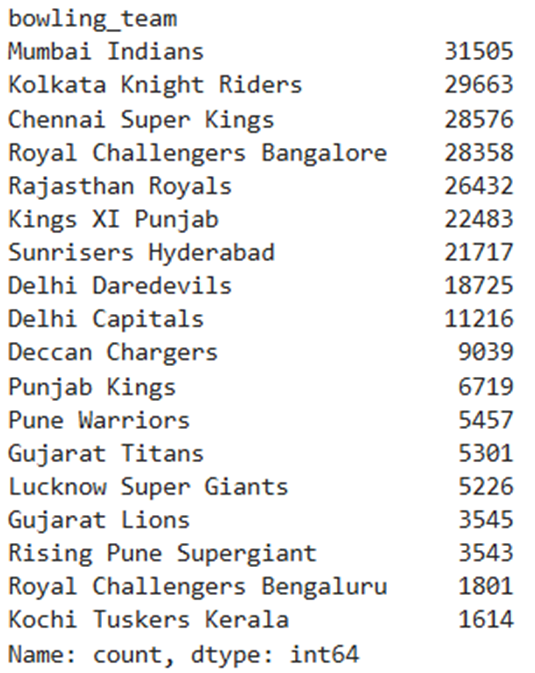 bowling_team
Mumbai Indians 31505
Kolkata Knight Riders 29663
Chennai Super Kings 28576
Royal Challengers Bangalore 28358
Rajasthan Royals 26432
Kings XI Punjab 22483
Sunrisers Hyderabad 21717
Delhi Daredevils 18725
Delhi Capitals 11216
Deccan Chargers 9039
Punjab Kings 6719
Pune Warriors 5457
Gujarat Titans 5301
Lucknow Super Giants 5226
Gujarat Lions 3545
Rising Pune Supergiant 3543
Royal Challengers Bengaluru 1801
Kochi Tuskers Kerala 1614
Name: count, dtype: int64